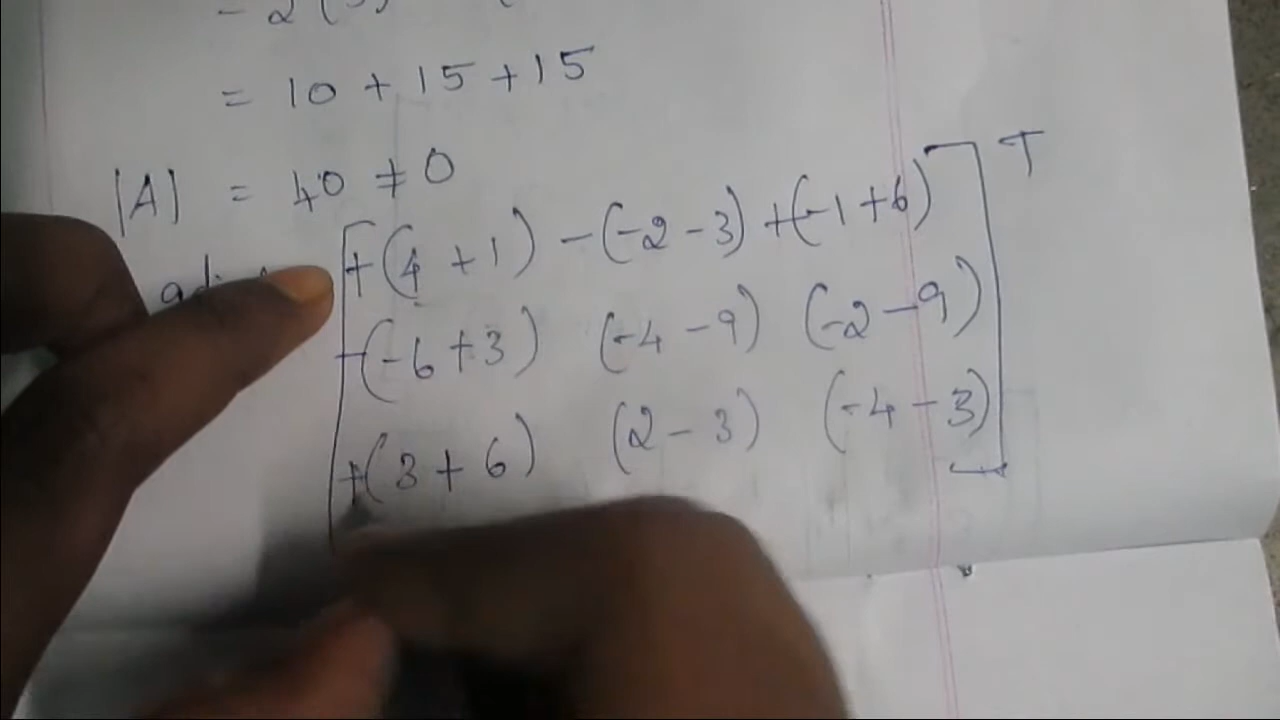 - 2(
= 10 + 15 + 15
|A| = 40 ≠ 0
[ +(4 + 1) -(-2 - 3) +(-1 + 6) ] T
-(-6 + 3) (-4 - 9) (-2 - 9)
+(3 + 6) (2 - 3) (-4 - 3)